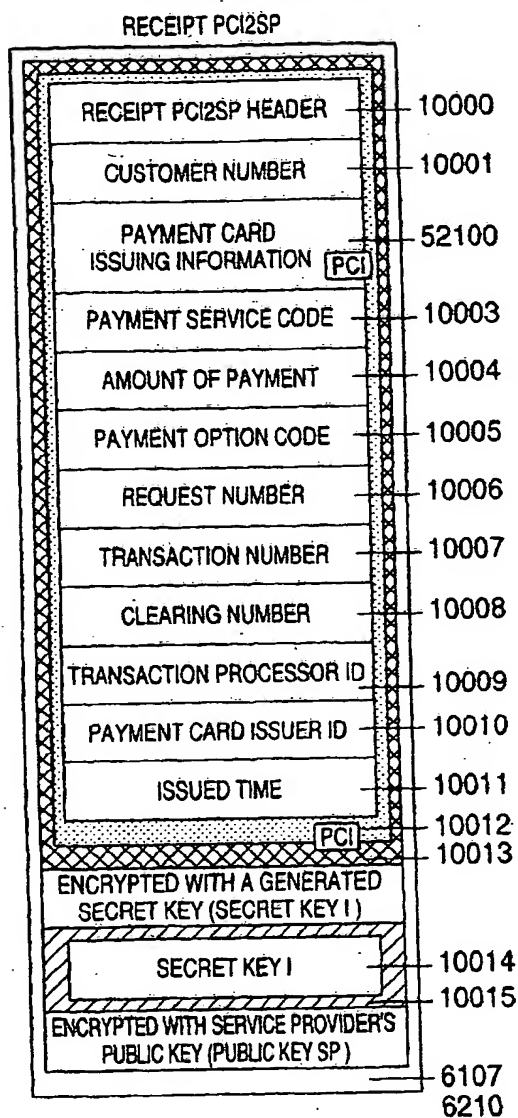 RECEIPT PCI2SP
RECEIPT PCI2SP HEADER 10000
CUSTOMER NUMBER 10001
PAYMENT CARD
ISSUING INFORMATION PCI 52100
PAYMENT SERVICE CODE 10003
AMOUNT OF PAYMENT 10004
PAYMENT OPTION CODE 10005
REQUEST NUMBER 10006
TRANSACTION NUMBER 10007
CLEARING NUMBER 10008
TRANSACTION PROCESSOR ID 10009
PAYMENT CARD ISSUER ID 10010
ISSUED TIME 10011
PCI 10012
10013
ENCRYPTED WITH A GENERATED
SECRET KEY (SECRET KEY I)
SECRET KEY I 10014
10015
ENCRYPTED WITH SERVICE PROVIDER'S
PUBLIC KEY (PUBLIC KEY SP)
6107
6210